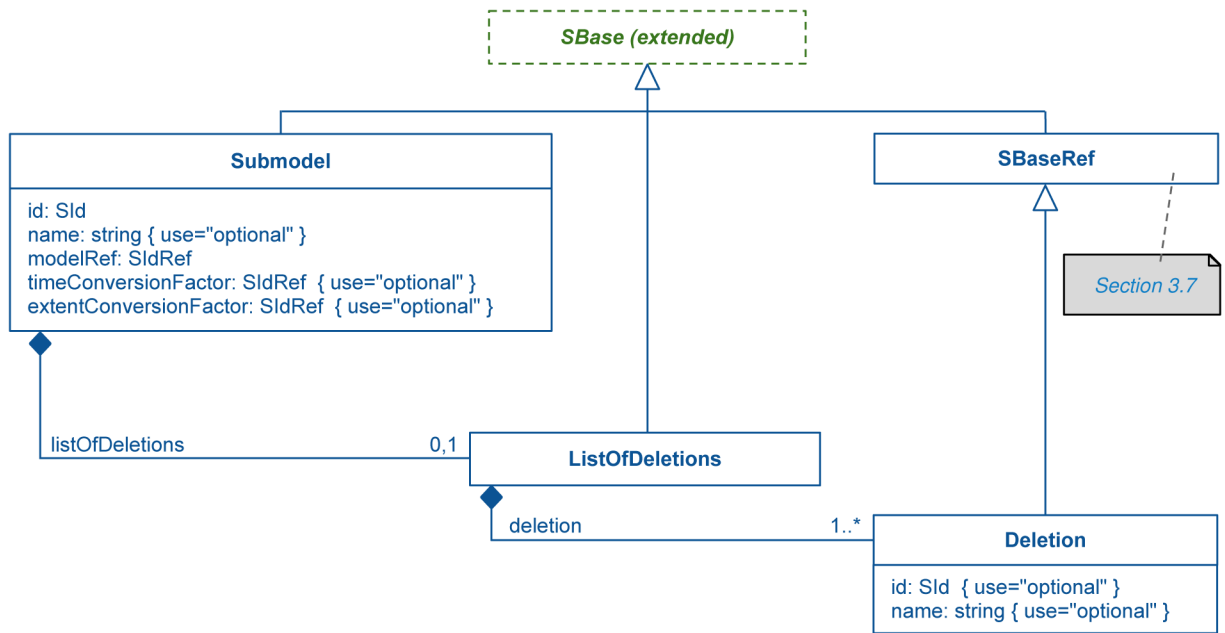 SBase (extended)
Submodel
id: SId
name: string { use="optional" }
modelRef: SIdRef
timeConversionFactor: SIdRef  { use="optional" }
extentConversionFactor: SIdRef  { use="optional" }
SBaseRef
Section 3.7
listOfDeletions
0,1
ListOfDeletions
deletion
1..*
Deletion
id: SId  { use="optional" }
name: string { use="optional" }